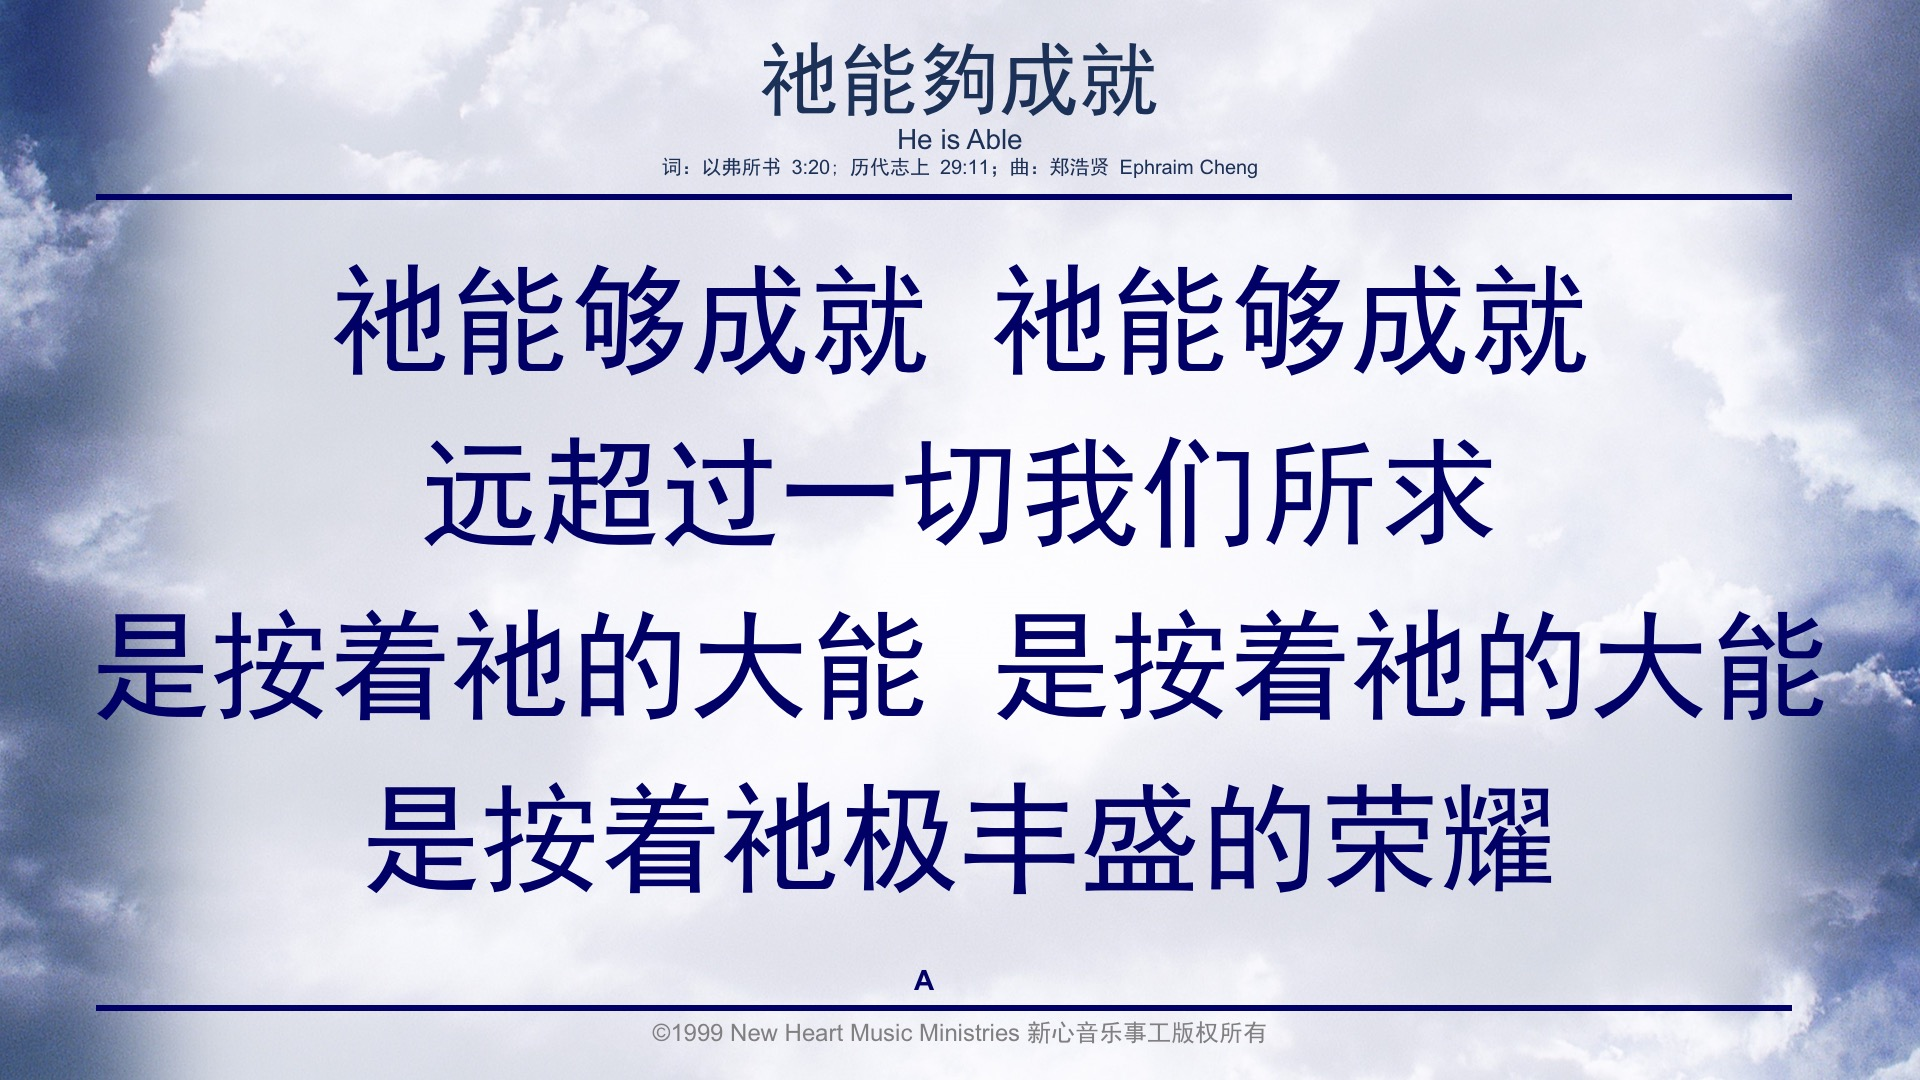 祂能夠成就
He is Able
词：以弗所书 3:20；历代志上 29:11；曲：郑浩贤 Ephraim Cheng
祂能够成就 祂能够成就
远超过一切我们所求
是按着祂的大能 是按着祂的大能
是按着祂极丰盛的荣耀
A
©1999 New Heart Music Ministries 新心音乐事工版权所有